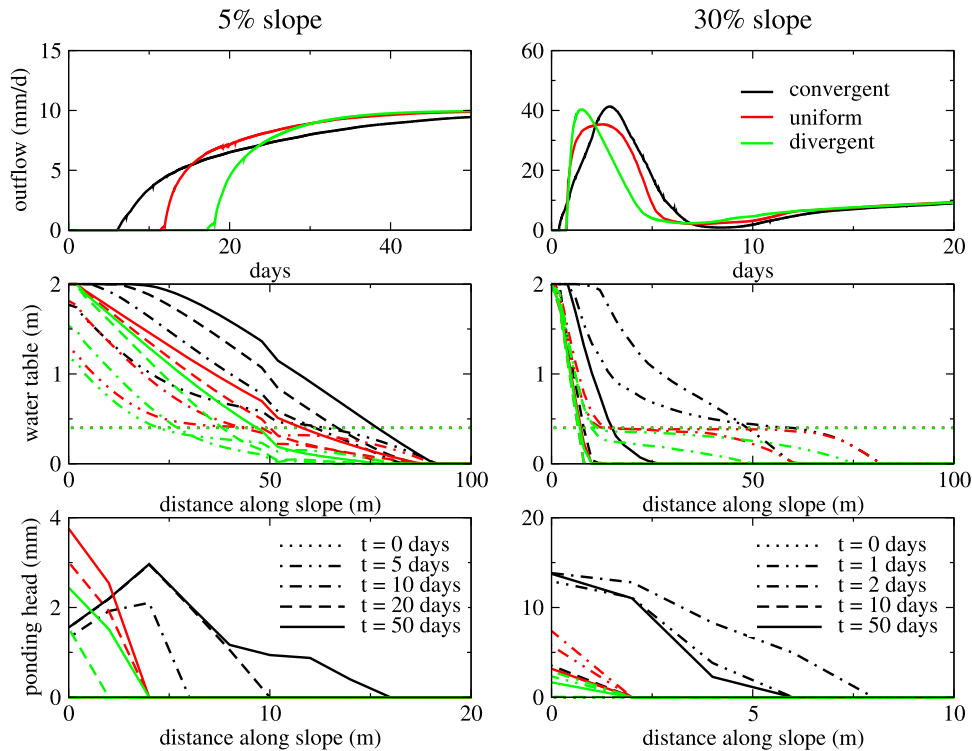 5% slope
30% slope
outflow (mm/d)
15
10
5
0
0
20
40
days
60
40
20
0
0
10
20
days
convergent
uniform
divergent
water table (m)
2
1
0
0
50
100
distance along slope (m)
2
1
0
0
50
100
distance along slope (m)
ponding head (mm)
4
2
0
0
10
20
distance along slope (m)
t = 0 days
t = 5 days
t = 10 days
t = 20 days
t = 50 days
20
10
0
0
5
10
distance along slope (m)
t = 0 days
t = 1 days
t = 2 days
t = 10 days
t = 50 days